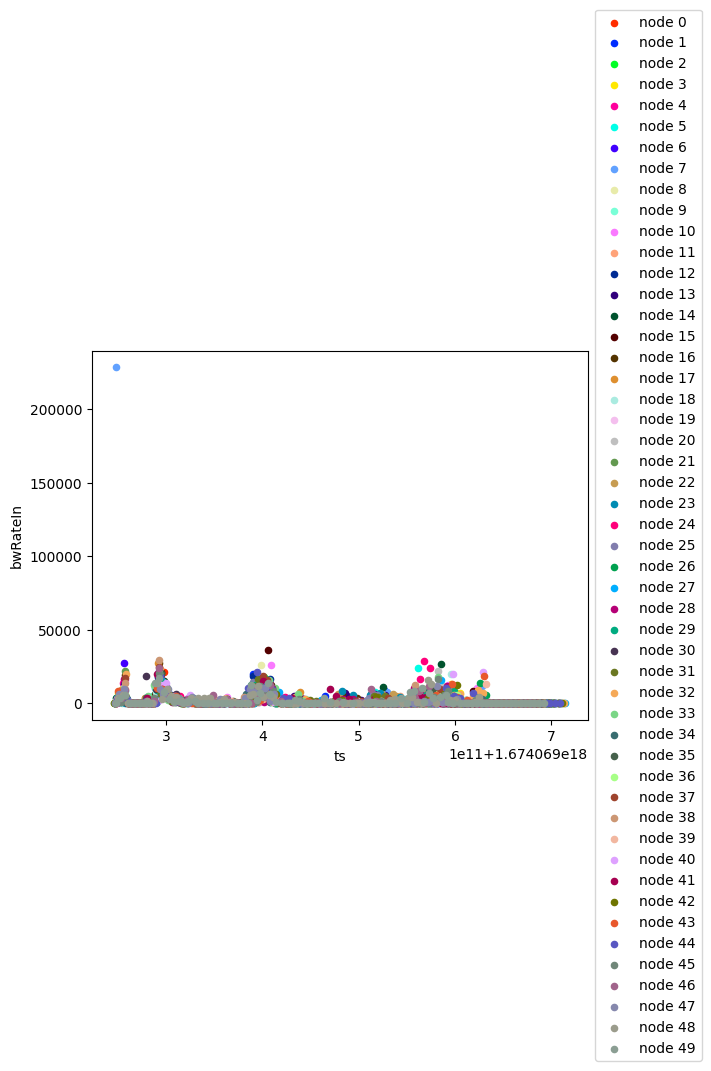 node 0
node 1
node 2
node 3
node 4
node 5
node 6
node 7
node 8
node 9
node 10
node 11
node 12
node 13
node 14
node 15
node 16
node 17
node 18
node 19
node 20
node 21
node 22
node 23
node 24
node 25
node 26
node 27
node 28
node 29
node 30
node 31
node 32
node 33
node 34
node 35
node 36
node 37
node 38
node 39
node 40
node 41
node 42
node 43
node 44
node 45
node 46
node 47
node 48
node 49
bwRateIn
200000
150000
100000
50000
0
3 4 5 6 7
ts
1e11+1.674069e18